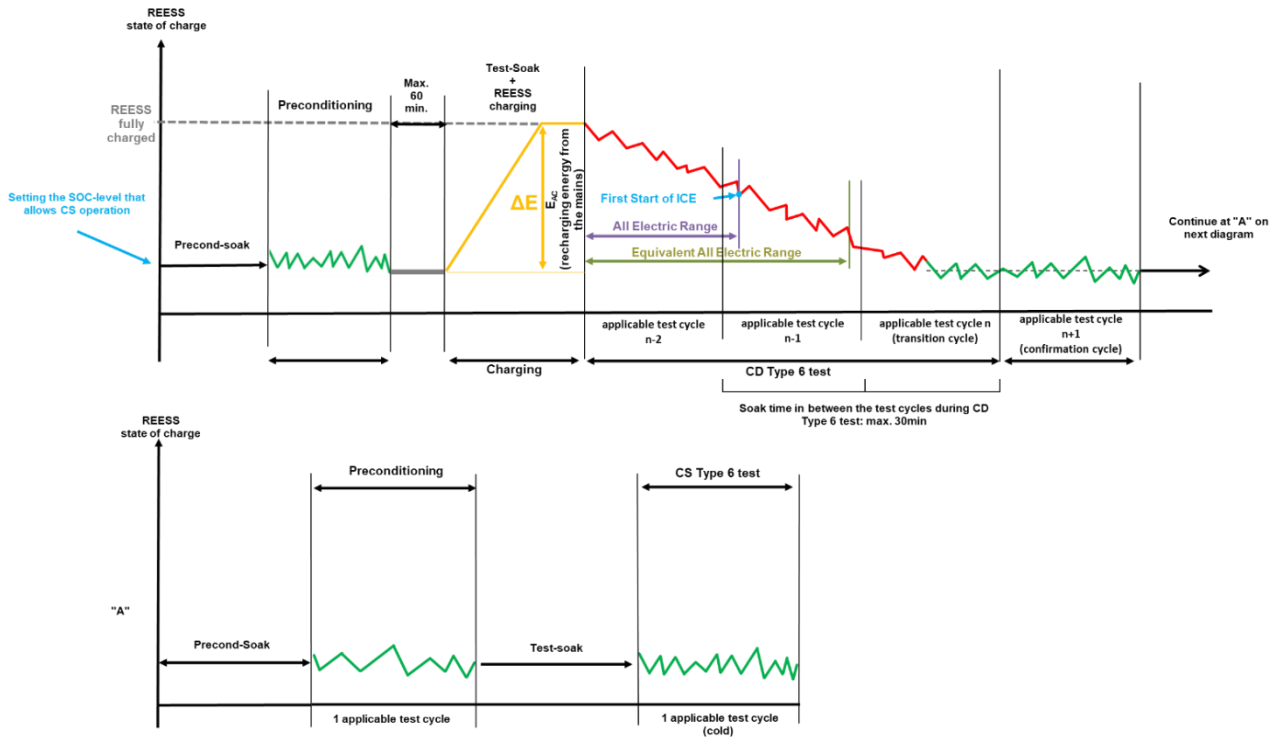 REESS
state of charge
Test-Soak
+
REESS
charging
Max.
60
min.
Preconditioning
REESS
fully
charged
Setting the SOC-level that
allows CS operation
Precond-soak
ΔE
EAC
(recharging energy from
the mains)
First Start of ICE
All Electric Range
Equivalent All Electric Range
Continue at "A" on
next diagram
applicable test cycle
n-2
applicable test cycle
n-1
applicable test cycle n
(transition cycle)
applicable test cycle
n+1
(confirmation cycle)
Charging
CD Type 6 test
Soak time in between the test cycles during CD
Type 6 test: max. 30min
REESS
state of charge
Preconditioning
CS Type 6 test
"A"
Precond-Soak
Test-soak
1 applicable test cycle
1 applicable test cycle
(cold)